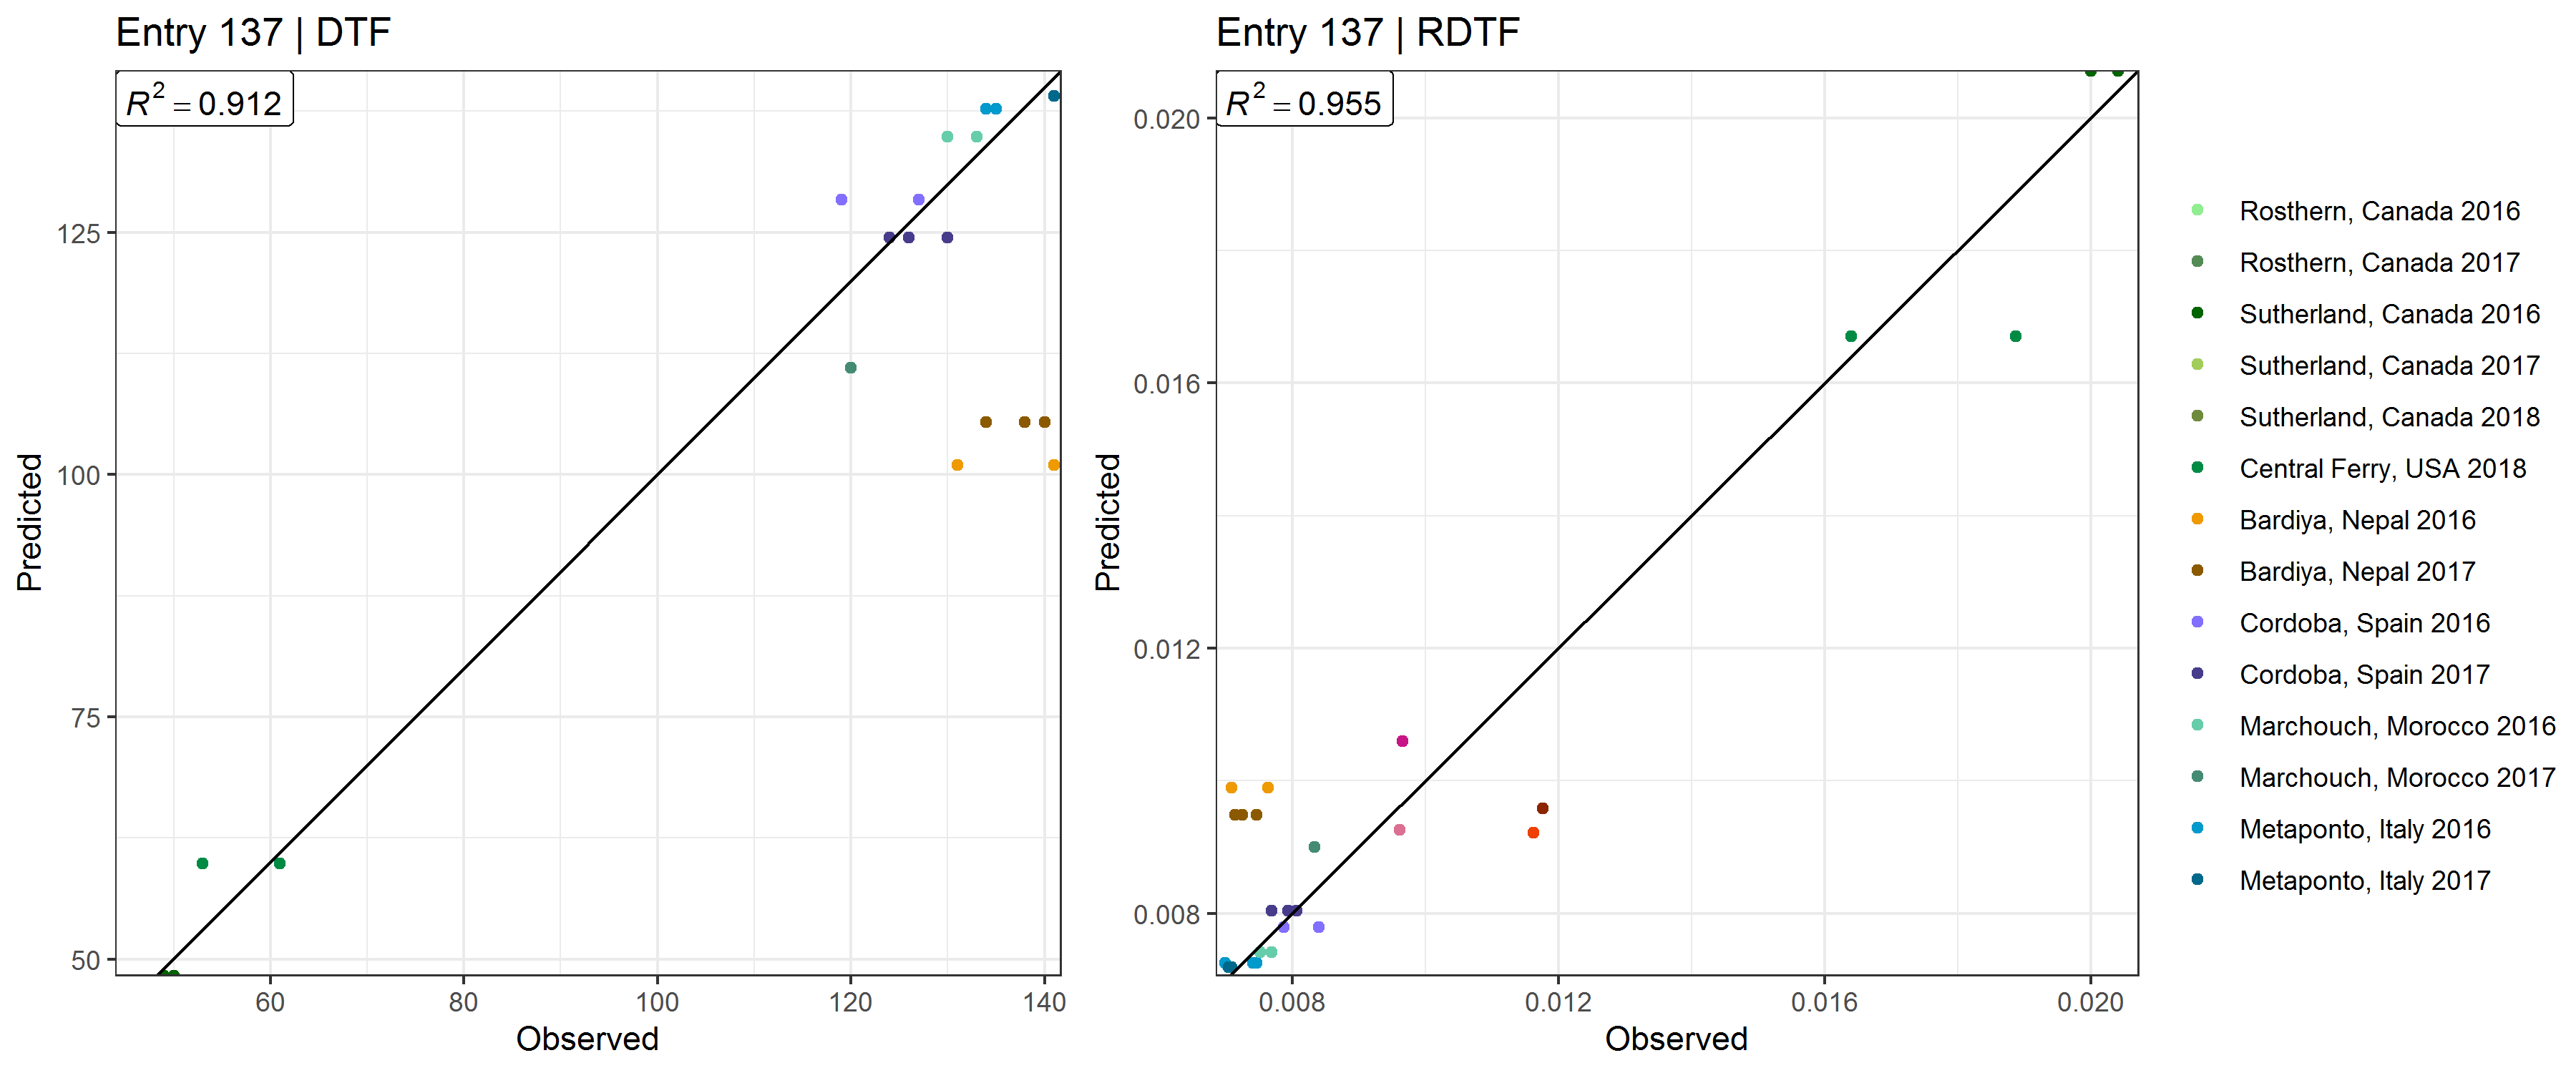 Entry 137 | DTF
R² = 0.912
125
100
75
50
Predicted
60 80 100 120 140
Observed
Entry 137 | RDTF
R² = 0.955
0.020
0.016
0.012
0.008
Predicted
0.008 0.012 0.016 0.020
Observed
Rosthern, Canada 2016
Rosthern, Canada 2017
Sutherland, Canada 2016
Sutherland, Canada 2017
Sutherland, Canada 2018
Central Ferry, USA 2018
Bardiya, Nepal 2016
Bardiya, Nepal 2017
Cordoba, Spain 2016
Cordoba, Spain 2017
Marchouch, Morocco 2016
Marchouch, Morocco 2017
Metaponto, Italy 2016
Metaponto, Italy 2017